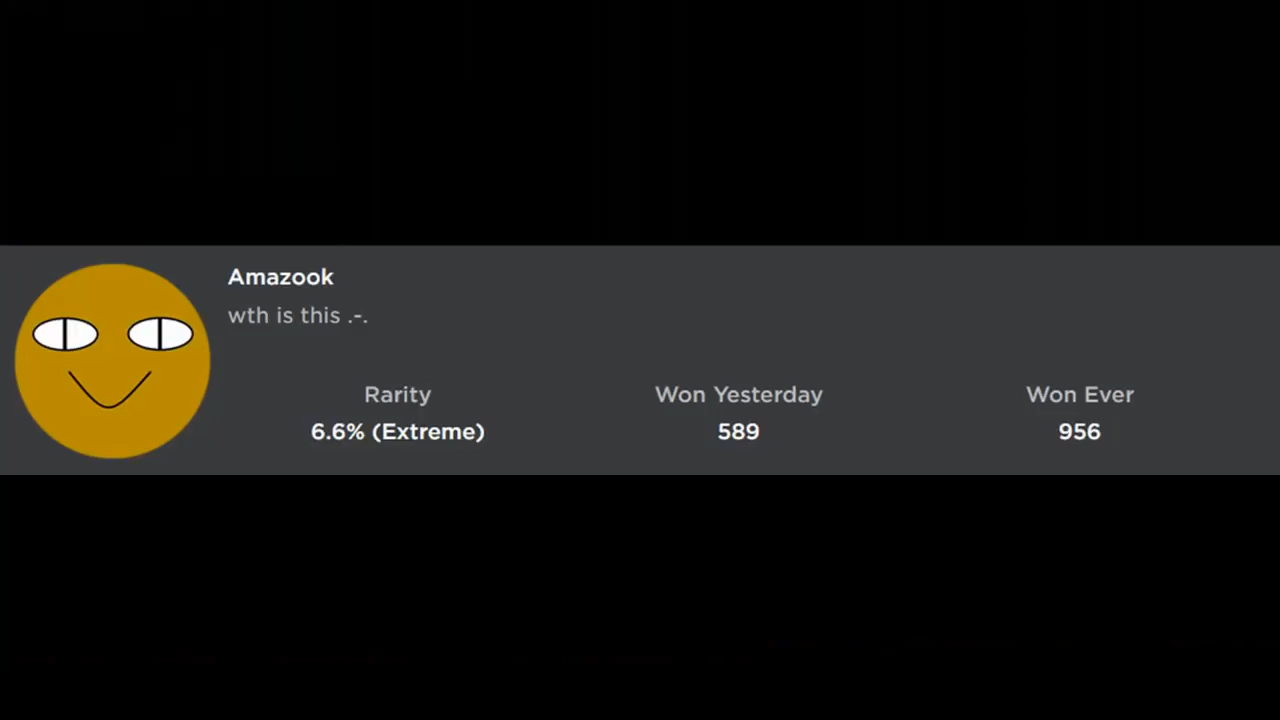 Amazook
wth is this .-.
Rarity Won Yesterday Won Ever
6.6% (Extreme) 589 956